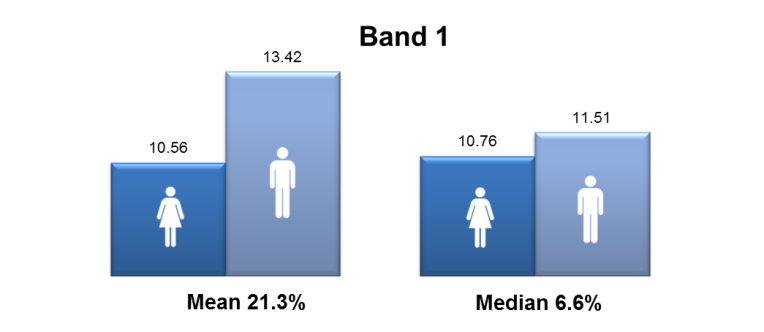 Band 1
13.42
10.56
11.51
10.76
Mean 21.3%
Median 6.6%